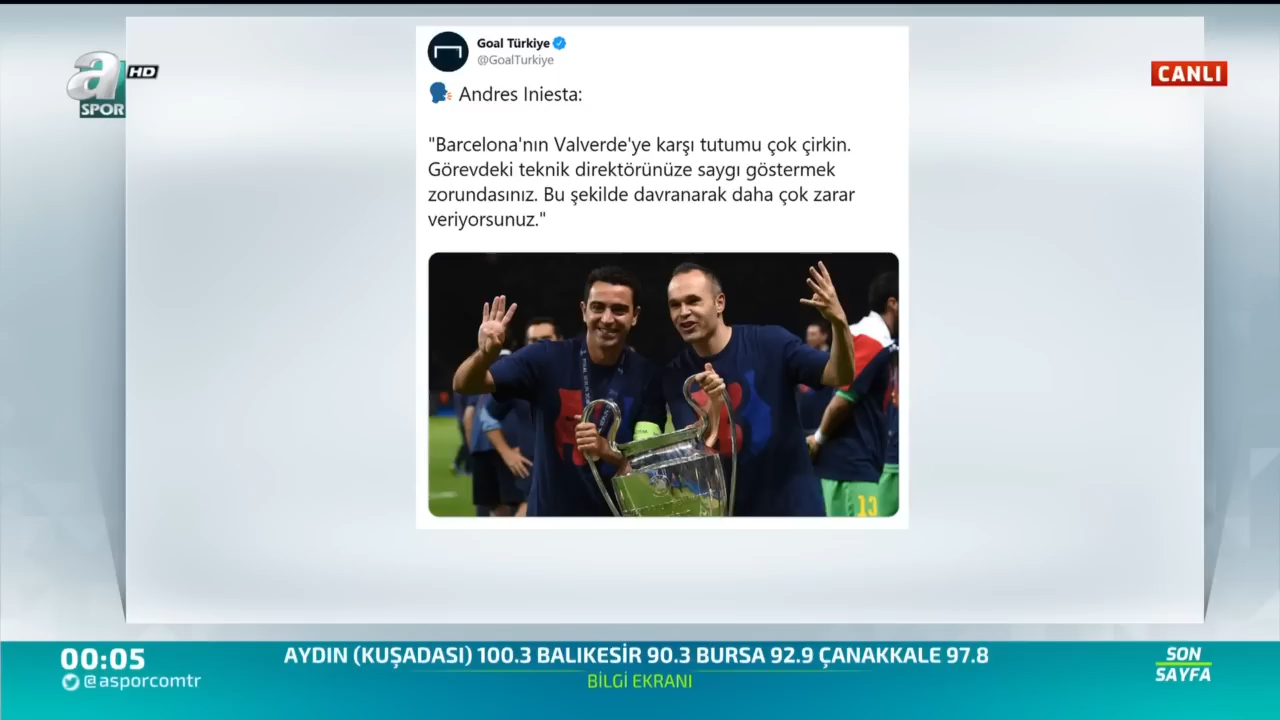 a
SPOR
HD
CANLI
Goal Türkiye
@GoalTurkiye
Andres Iniesta:
"Barcelona'nın Valverde'ye karşı tutumu çok çirkin.
Görevdeki teknik direktörünüze saygı göstermek
zorundasınız. Bu şekilde davranarak daha çok zarar
veriyorsunuz."
13
00:05
@asporcomtr
AYDIN (KUŞADASI) 100.3 BALIKESİR 90.3 BURSA 92.9 ÇANAKKALE 97.8
BİLGİ EKRANI
SON
SAYFA